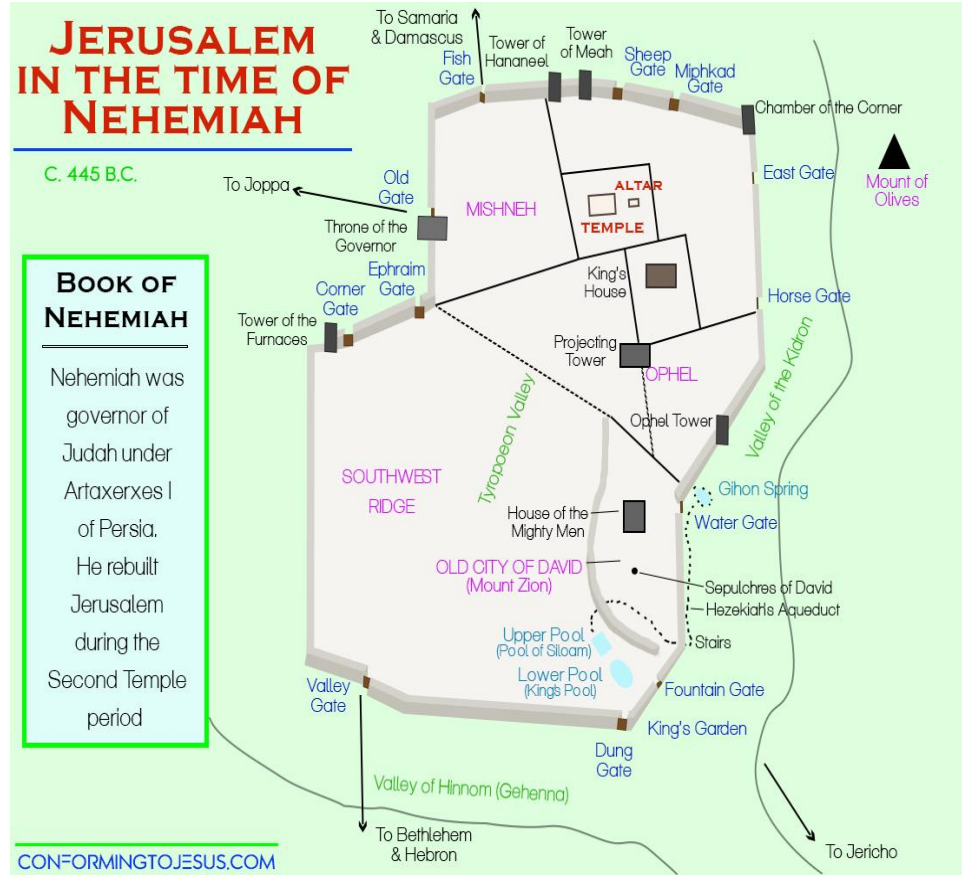 JERUSALEM
IN THE TIME OF
NEHEMIAH
C. 445 B.C.
BOOK OF
NEHEMIAH
Nehemiah was
governor of
Judah under
Artaxerxes I
of Persia.
He rebuilt
Jerusalem
during the
Second Temple
period
CONFORMINGTOJESUS.COM
To Samaria
& Damascus
Fish
Gate
Tower of
Hananeel
Tower
of Meah
Sheep
Gate
Miphkad
Gate
Chamber of the Corner
East Gate
Mount of
Olives
To Joppa
Old
Gate
Throne of the
Governor
MISHNEH
ALTAR
TEMPLE
Ephraim
Gate
Corner
Gate
Tower of the
Furnaces
King's
House
Horse Gate
Projecting
Tower
OPHEL
Valley of the Kidron
Tyropoeon Valley
Ophel Tower
SOUTHWEST
RIDGE
Gihon Spring
Water Gate
House of the
Mighty Men
OLD CITY OF DAVID
(Mount Zion)
Sepulchres of David
Hezekiah's Aqueduct
Stairs
Upper Pool
(Pool of Siloam)
Lower Pool
(King's Pool)
Valley
Gate
Fountain Gate
King's Garden
Dung
Gate
Valley of Hinnom (Gehenna)
To Bethlehem
& Hebron
To Jericho